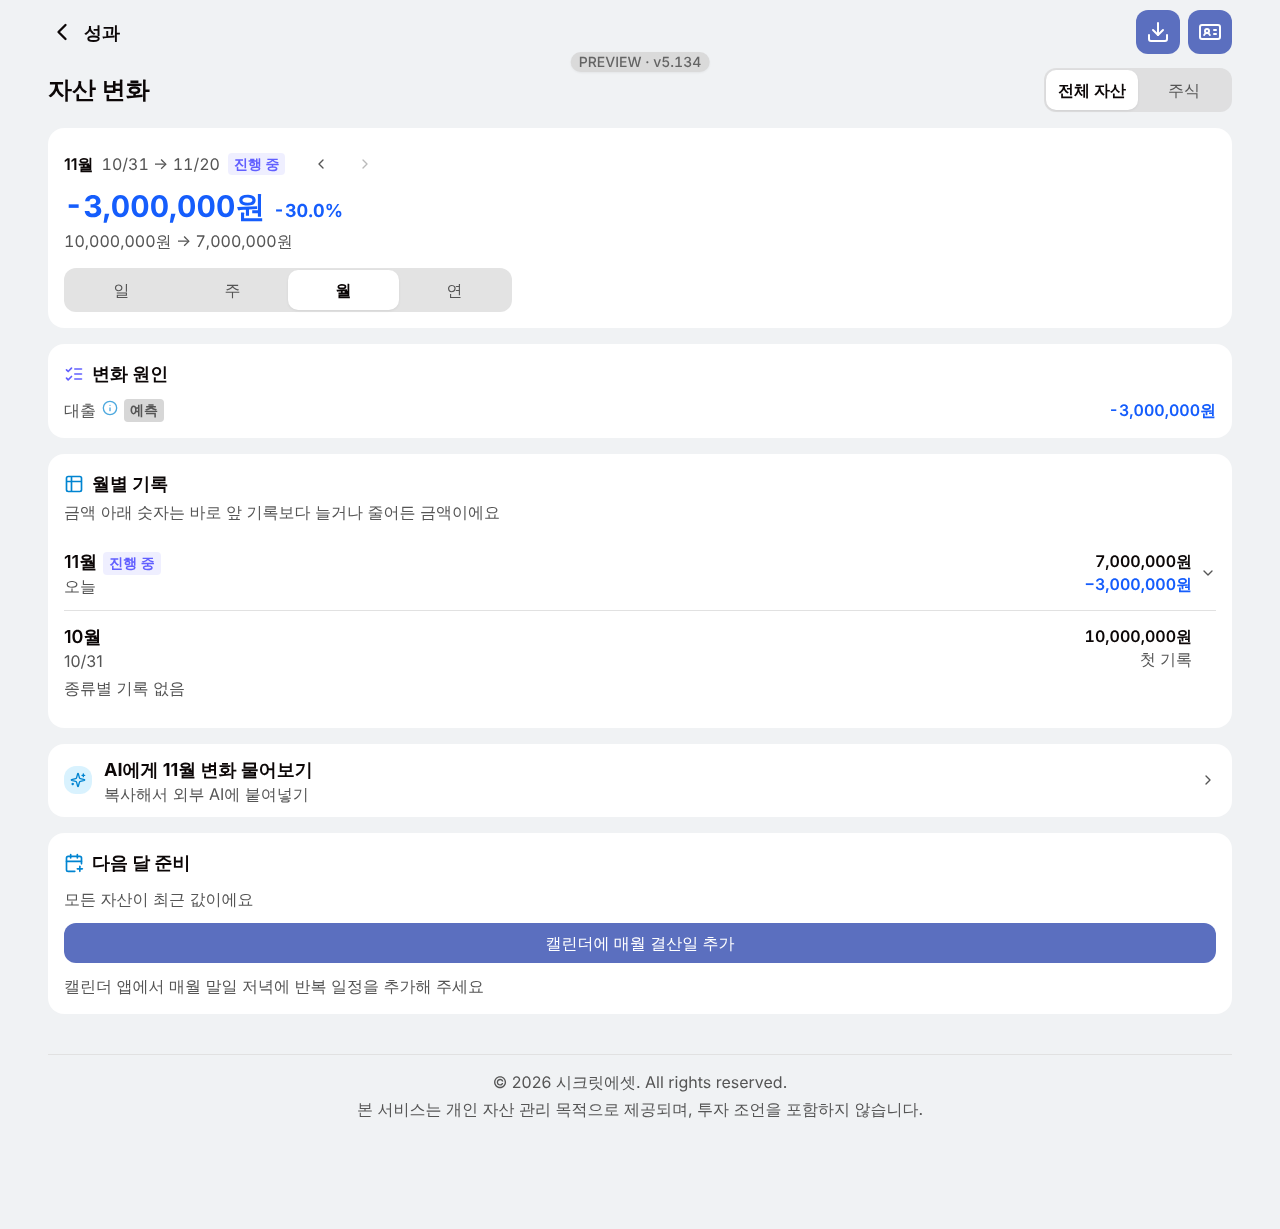 성과
PREVIEW · v5.134
자산 변화
전체 자산 주식
11월 10/31 → 11/20 진행 중
-3,000,000원 -30.0%
10,000,000원 → 7,000,000원
일 주 월 연
변화 원인
대출 예측 -3,000,000원
월별 기록
금액 아래 숫자는 바로 앞 기록보다 늘거나 줄어든 금액이에요
11월 진행 중 7,000,000원
오늘 −3,000,000원
10월 10,000,000원
10/31 첫 기록
종류별 기록 없음
AI에게 11월 변화 물어보기
복사해서 외부 AI에 붙여넣기
다음 달 준비
모든 자산이 최근 값이에요
캘린더에 매월 결산일 추가
캘린더 앱에서 매월 말일 저녁에 반복 일정을 추가해 주세요
© 2026 시크릿에셋. All rights reserved.
본 서비스는 개인 자산 관리 목적으로 제공되며, 투자 조언을 포함하지 않습니다.